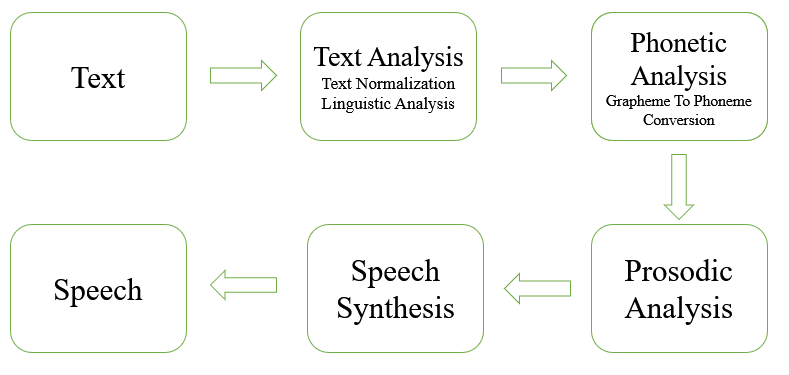 Text
Text Analysis
Text Normalization
Linguistic Analysis
Phonetic
Analysis
Grapheme To Phoneme
Conversion
Prosodic
Analysis
Speech
Synthesis
Speech